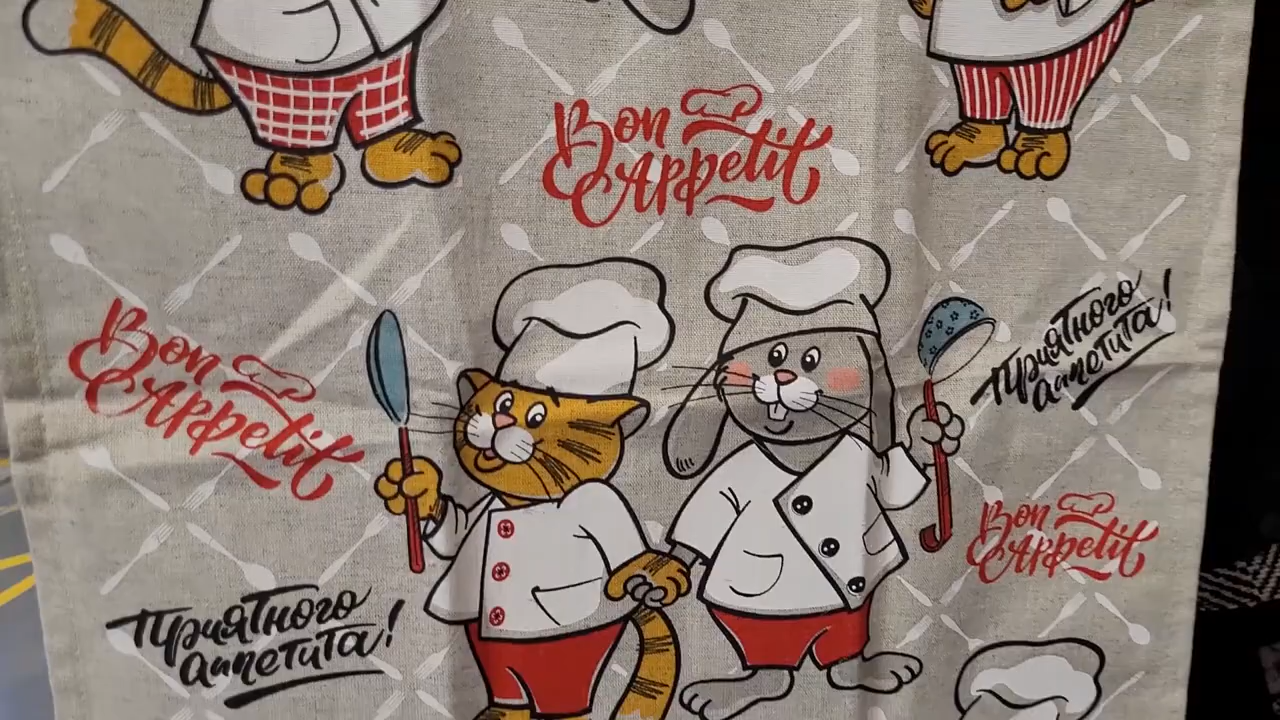 Bon
Appetit
Bon
Appetit
Приятного
аппетита!
Bon
Appetit
Приятного
аппетита!